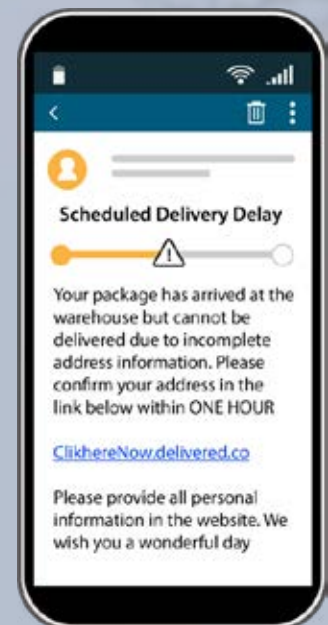 Scheduled Delivery Delay
!
Your package has arrived at the
warehouse but cannot be
delivered due to incomplete
address information. Please
confirm your address in the
link below within ONE HOUR
ClikhereNow.delivered.co
Please provide all personal
information in the website. We
wish you a wonderful day